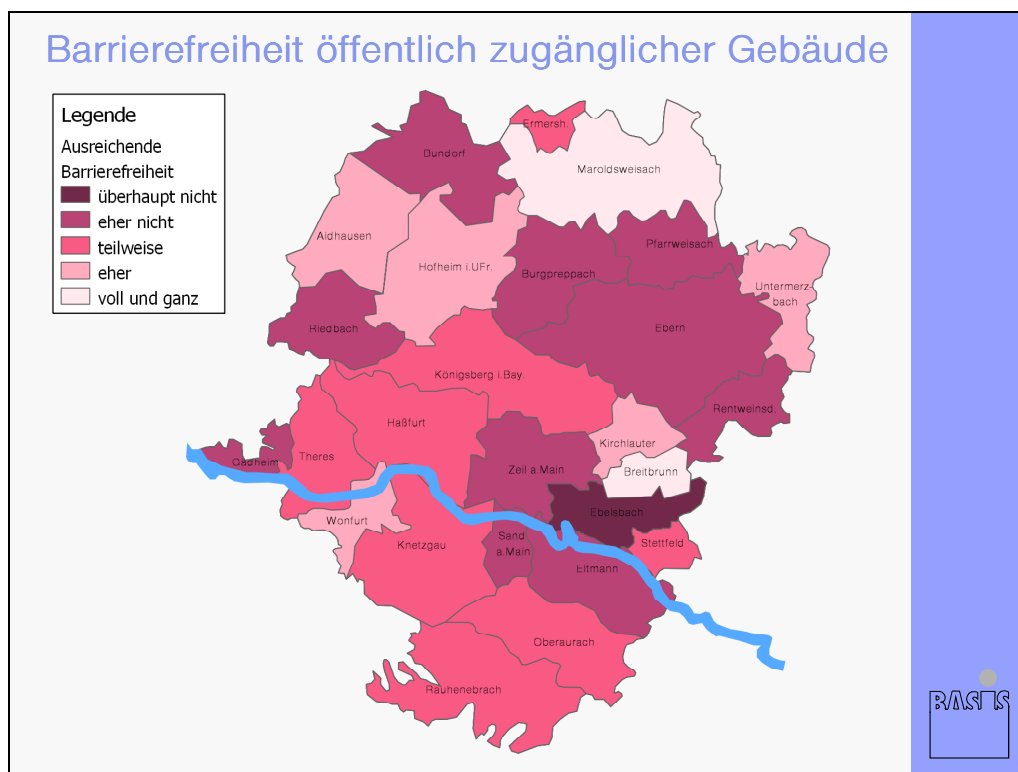 Barrierefreiheit öffentlich zugänglicher Gebäude
Legende
Ausreichende
Barrierefreiheit
überhaupt nicht
eher nicht
teilweise
eher
voll und ganz
Ermersh.
Bundorf
Maroldsweisach
Aidhausen
Pfarrweisach
Hofheim i.UFr.
Burgpreppach
Untermerz-
bach
Riedbach
Ebern
Königsberg i.Bay.
Rentweinsd.
Haßfurt
Kirchlauter
Theres
Gädheim
Zeil a.Main
Breitbrunn
Ebelsbach
Wonfurt
Knetzgau
Sand
a.Main
Stettfeld
Eltmann
Oberaurach
Rauhenebrach
BASIS